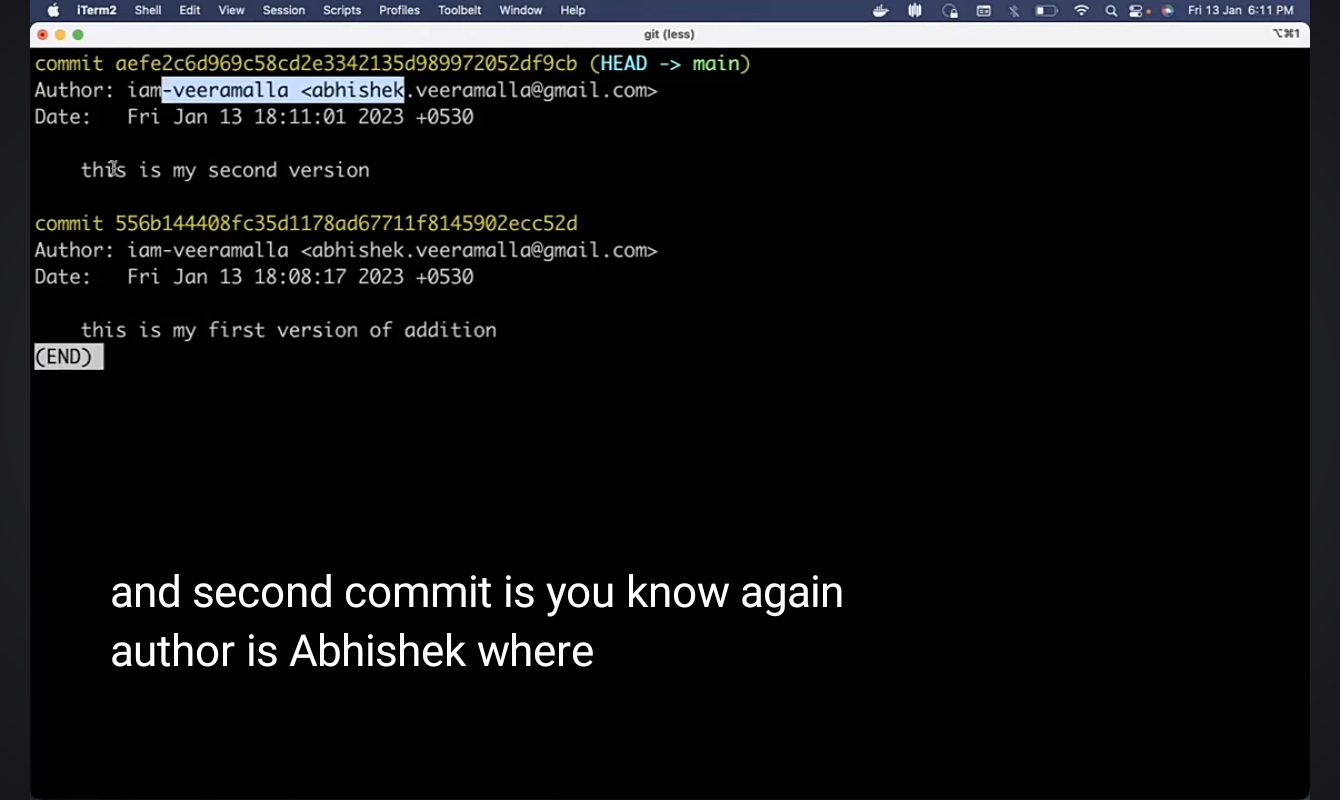 iTerm2 Shell Edit View Session Scripts Profiles Toolbelt Window Help Fri 13 Jan 6:11 PM
git (less) ⌥⌘1
commit aefe2c6d969c58cd2e3342135d989972052df9cb (HEAD -> main)
Author: iam-veeramalla <abhishek.veeramalla@gmail.com>
Date: Fri Jan 13 18:11:01 2023 +0530
this is my second version
commit 556b144408fc35d1178ad67711f8145902ecc52d
Author: iam-veeramalla <abhishek.veeramalla@gmail.com>
Date: Fri Jan 13 18:08:17 2023 +0530
this is my first version of addition
(END)
and second commit is you know again
author is Abhishek where